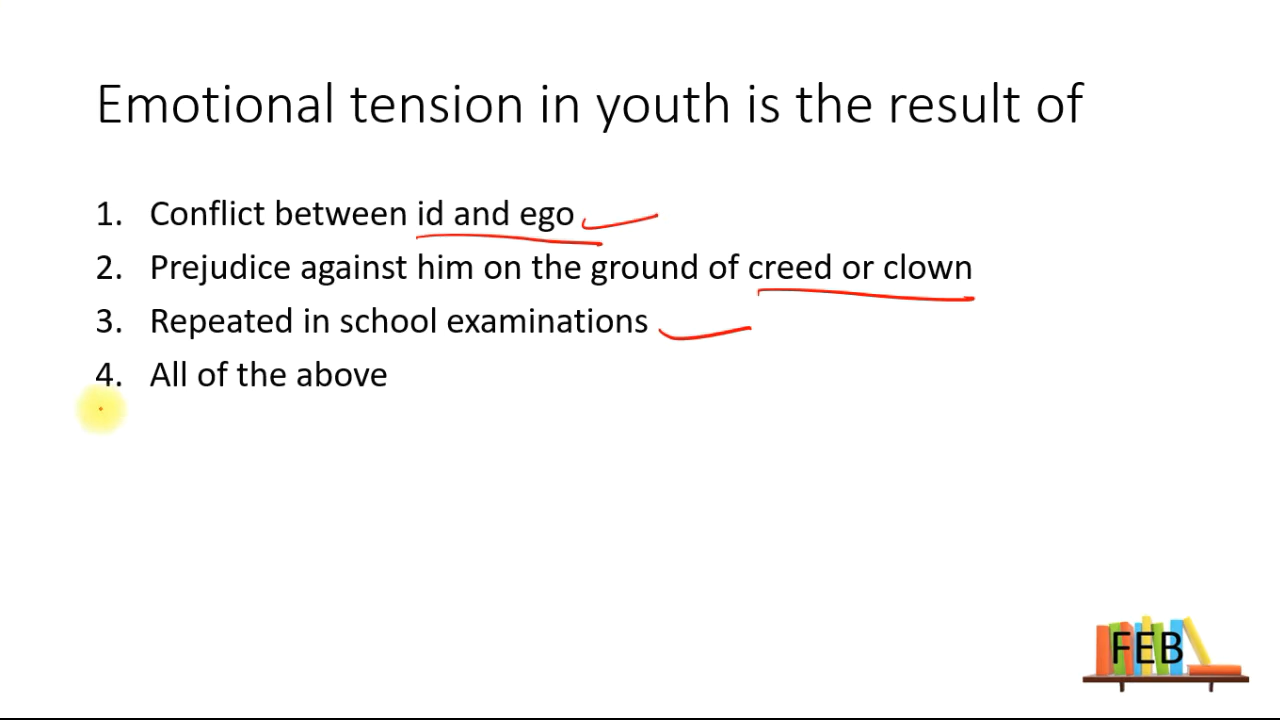 Emotional tension in youth is the result of
1. Conflict between id and ego
2. Prejudice against him on the ground of creed or clown
3. Repeated in school examinations
4. All of the above
FEB